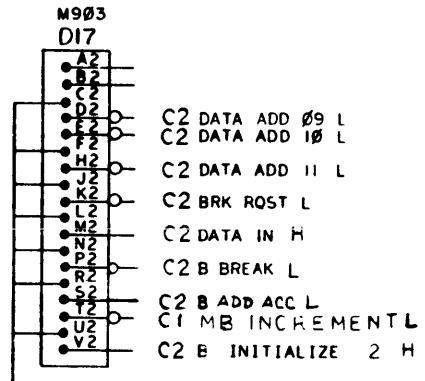 M9Ø3
D17
A2
B2
C2
D2
E2 C2 DATA ADD Ø9 L
F2 C2 DATA ADD 1Ø L
H2 C2 DATA ADD 11 L
J2
K2 C2 BRK RQST L
L2
M2 C2 DATA IN H
N2
P2 C2 B BREAK L
R2
S2 C2 B ADD ACC L
T2 C1 MB INCREMENT L
U2
V2 C2 B INITIALIZE 2 H